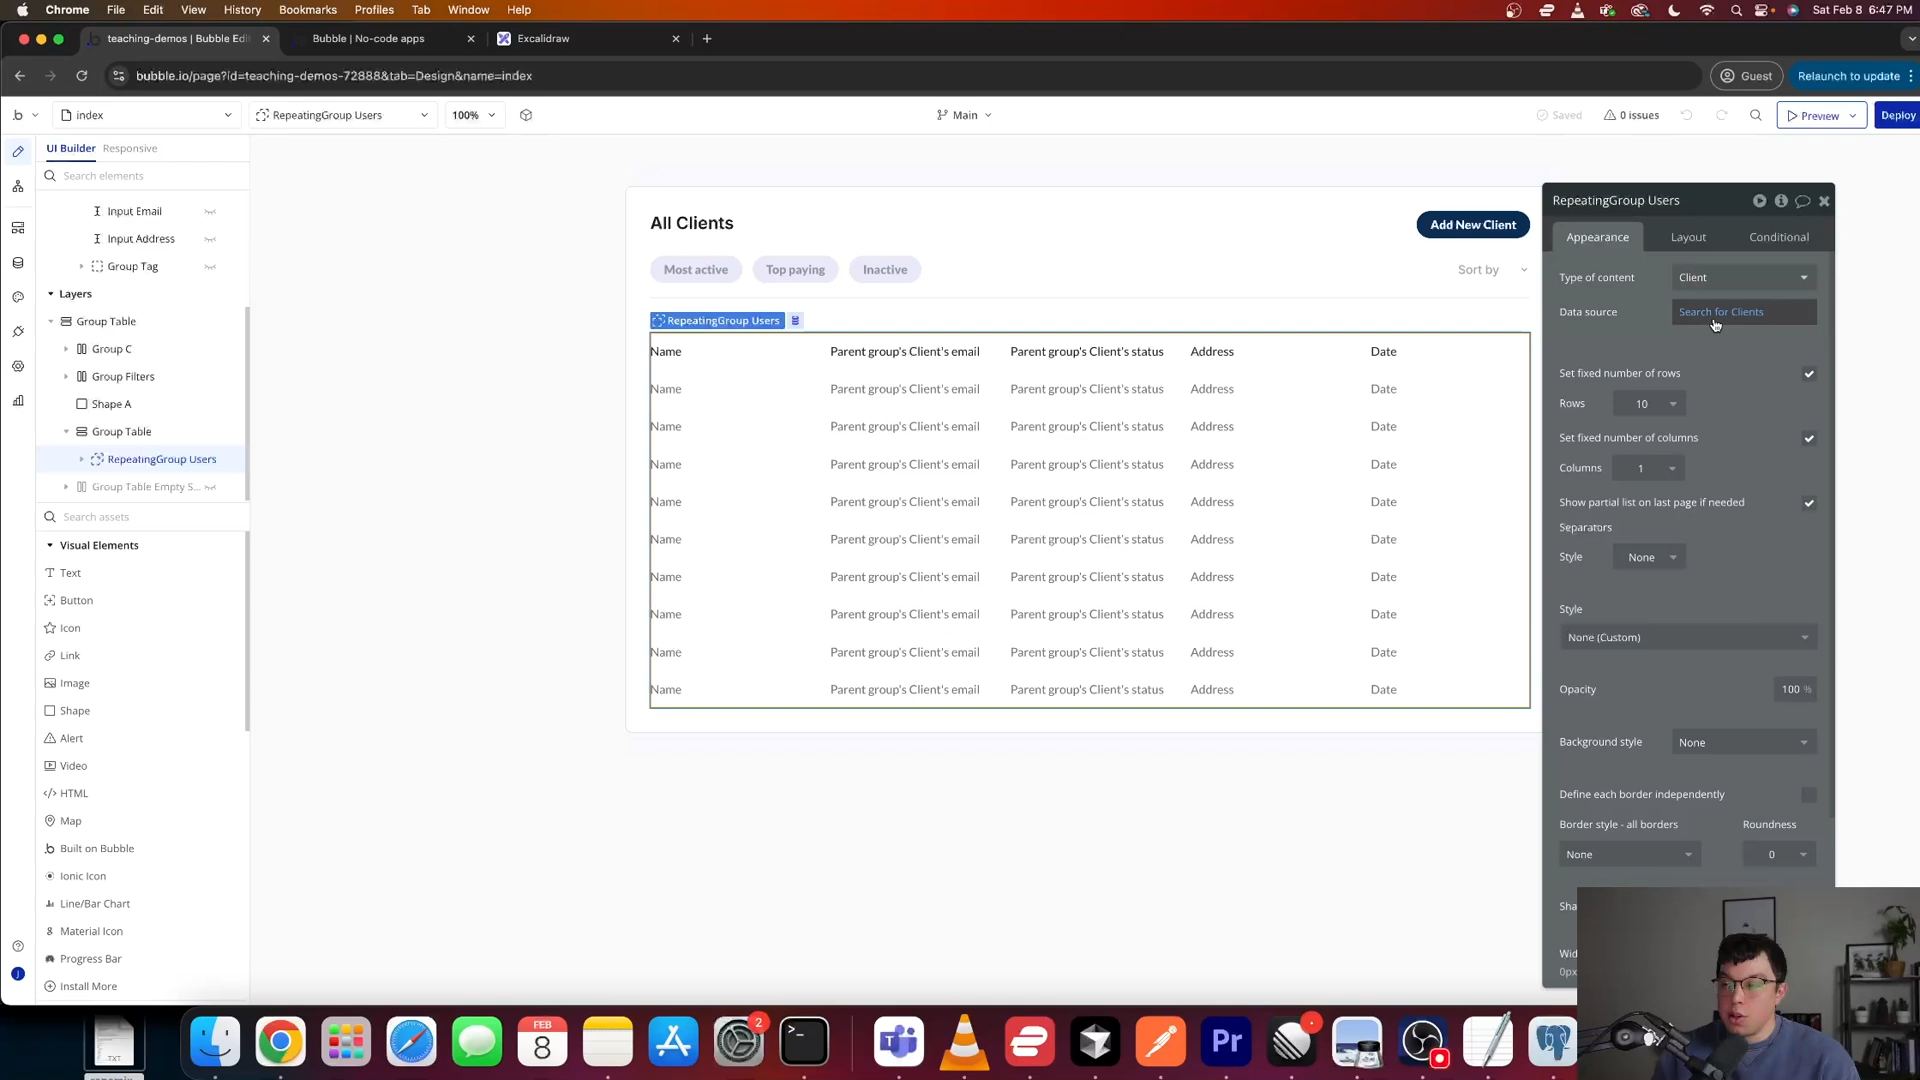 Chrome File Edit View History Bookmarks Profiles Tab Window Help
Sat Feb 8 6:47 PM
teaching-demos | Bubble Edi
Bubble | No-code apps
Excalidraw
bubble.io/page?id=teaching-demos-72888&tab=Design&name=index
Guest
Relaunch to update
index
RepeatingGroup Users
100%
Main
Saved
0 issues
Preview
Deploy
UI Builder
Responsive
Search elements
Input Email
Input Address
Group Tag
Layers
Group Table
Group C
Group Filters
Shape A
Group Table
RepeatingGroup Users
Group Table Empty S...
Search assets
Visual Elements
Text
Button
Icon
Link
Image
Shape
Alert
Video
HTML
Map
Built on Bubble
Ionic Icon
Line/Bar Chart
Material Icon
Progress Bar
Install More
All Clients
Add New Client
Most active
Top paying
Inactive
Sort by
RepeatingGroup Users
Name Parent group's Client's email Parent group's Client's status Address Date
Name Parent group's Client's email Parent group's Client's status Address Date
Name Parent group's Client's email Parent group's Client's status Address Date
Name Parent group's Client's email Parent group's Client's status Address Date
Name Parent group's Client's email Parent group's Client's status Address Date
Name Parent group's Client's email Parent group's Client's status Address Date
Name Parent group's Client's email Parent group's Client's status Address Date
Name Parent group's Client's email Parent group's Client's status Address Date
Name Parent group's Client's email Parent group's Client's status Address Date
Name Parent group's Client's email Parent group's Client's status Address Date
RepeatingGroup Users
Appearance Layout Conditional
Type of content Client
Data source Search for Clients
Set fixed number of rows
Rows 10
Set fixed number of columns
Columns 1
Show partial list on last page if needed
Separators
Style None
Style
None (Custom)
Opacity 100 %
Background style None
Define each border independently
Border style - all borders Roundness
None 0
Sha
Wid
0px
FEB
8
2
Pr
TXT